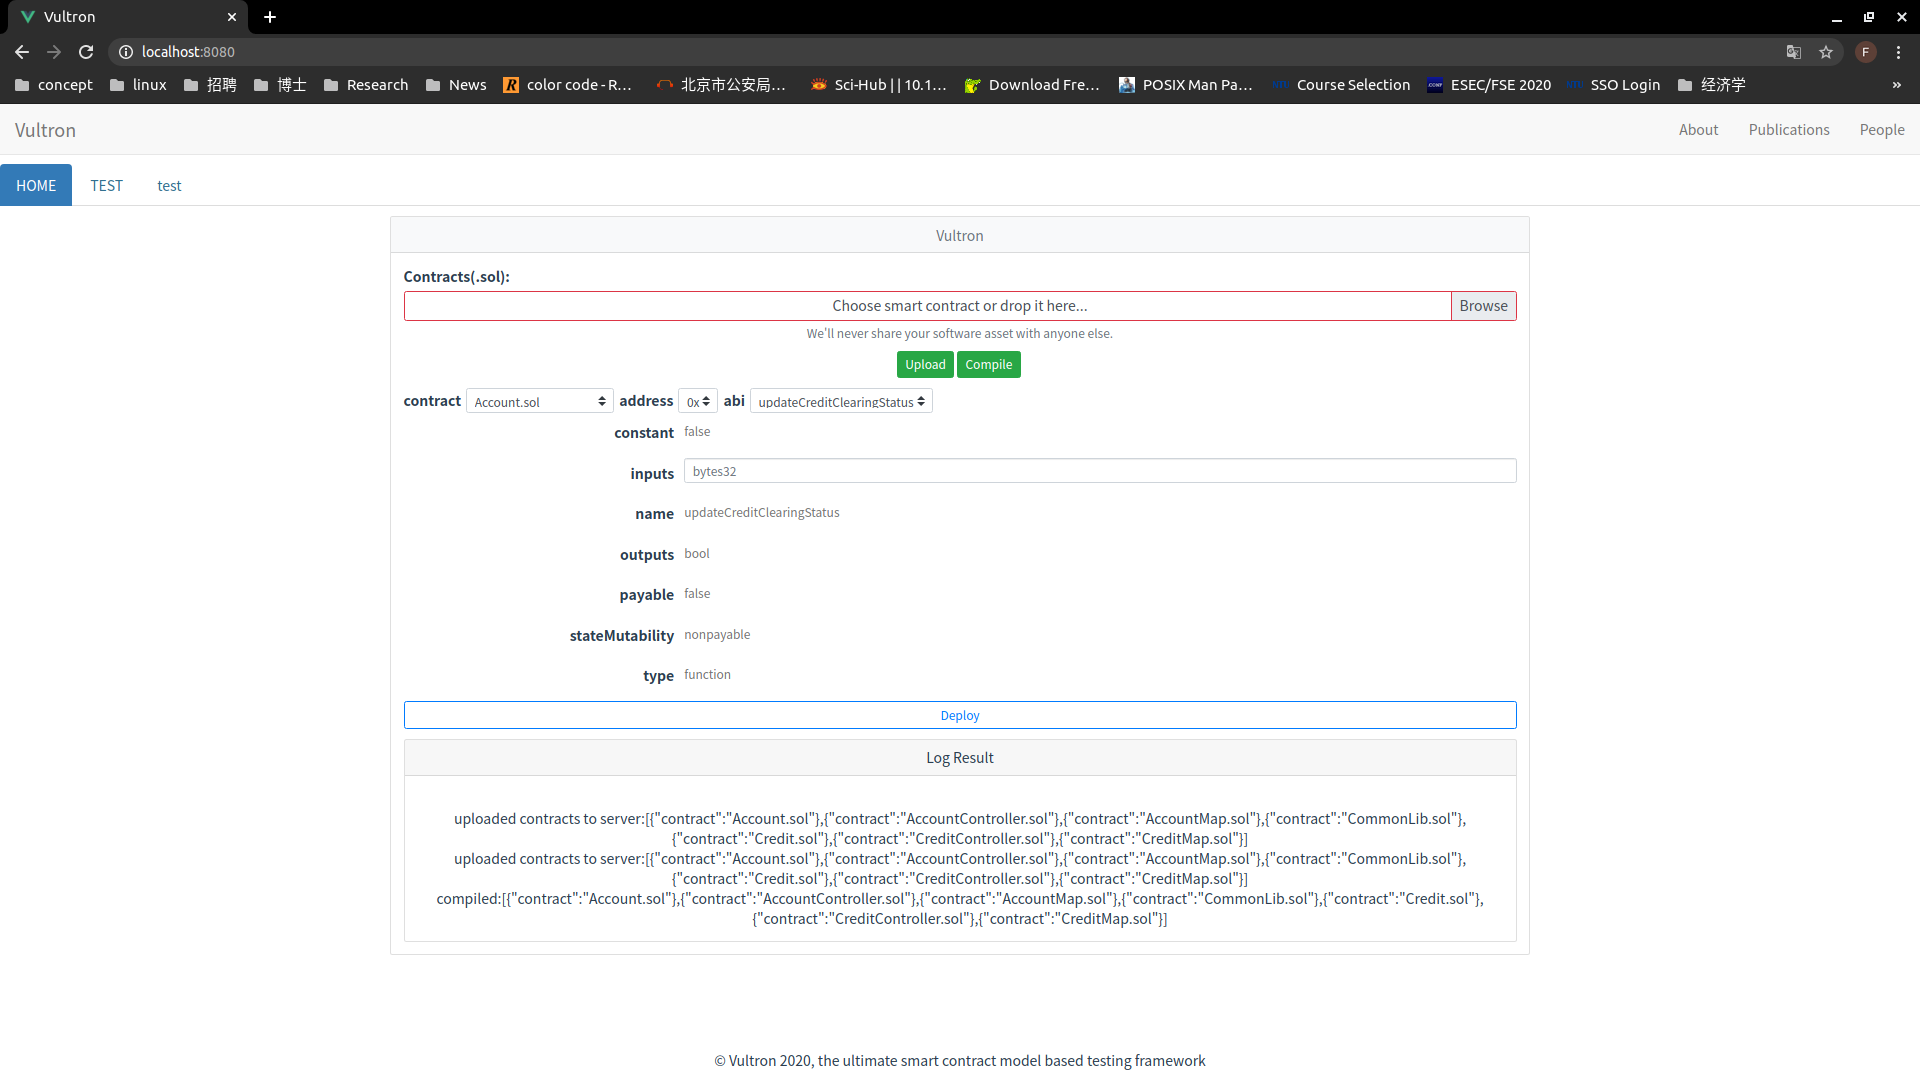 Vultron
localhost:8080
F
concept linux 招聘 博士 Research News color code - R... 北京市公安局... Sci-Hub | | 10.1... Download Fre... POSIX Man Pa... Course Selection ESEC/FSE 2020 SSO Login 经济学 »
Vultron About Publications People
HOME TEST test
Vultron
Contracts(.sol):
Choose smart contract or drop it here... Browse
We'll never share your software asset with anyone else.
Upload Compile
contract Account.sol address 0x abi updateCreditClearingStatus
constant false
inputs bytes32
name updateCreditClearingStatus
outputs bool
payable false
stateMutability nonpayable
type function
Deploy
Log Result
uploaded contracts to server:[{"contract":"Account.sol"},{"contract":"AccountController.sol"},{"contract":"AccountMap.sol"},{"contract":"CommonLib.sol"},
{"contract":"Credit.sol"},{"contract":"CreditController.sol"},{"contract":"CreditMap.sol"}]
uploaded contracts to server:[{"contract":"Account.sol"},{"contract":"AccountController.sol"},{"contract":"AccountMap.sol"},{"contract":"CommonLib.sol"},
{"contract":"Credit.sol"},{"contract":"CreditController.sol"},{"contract":"CreditMap.sol"}]
compiled:[{"contract":"Account.sol"},{"contract":"AccountController.sol"},{"contract":"AccountMap.sol"},{"contract":"CommonLib.sol"},{"contract":"Credit.sol"},
{"contract":"CreditController.sol"},{"contract":"CreditMap.sol"}]
© Vultron 2020, the ultimate smart contract model based testing framework